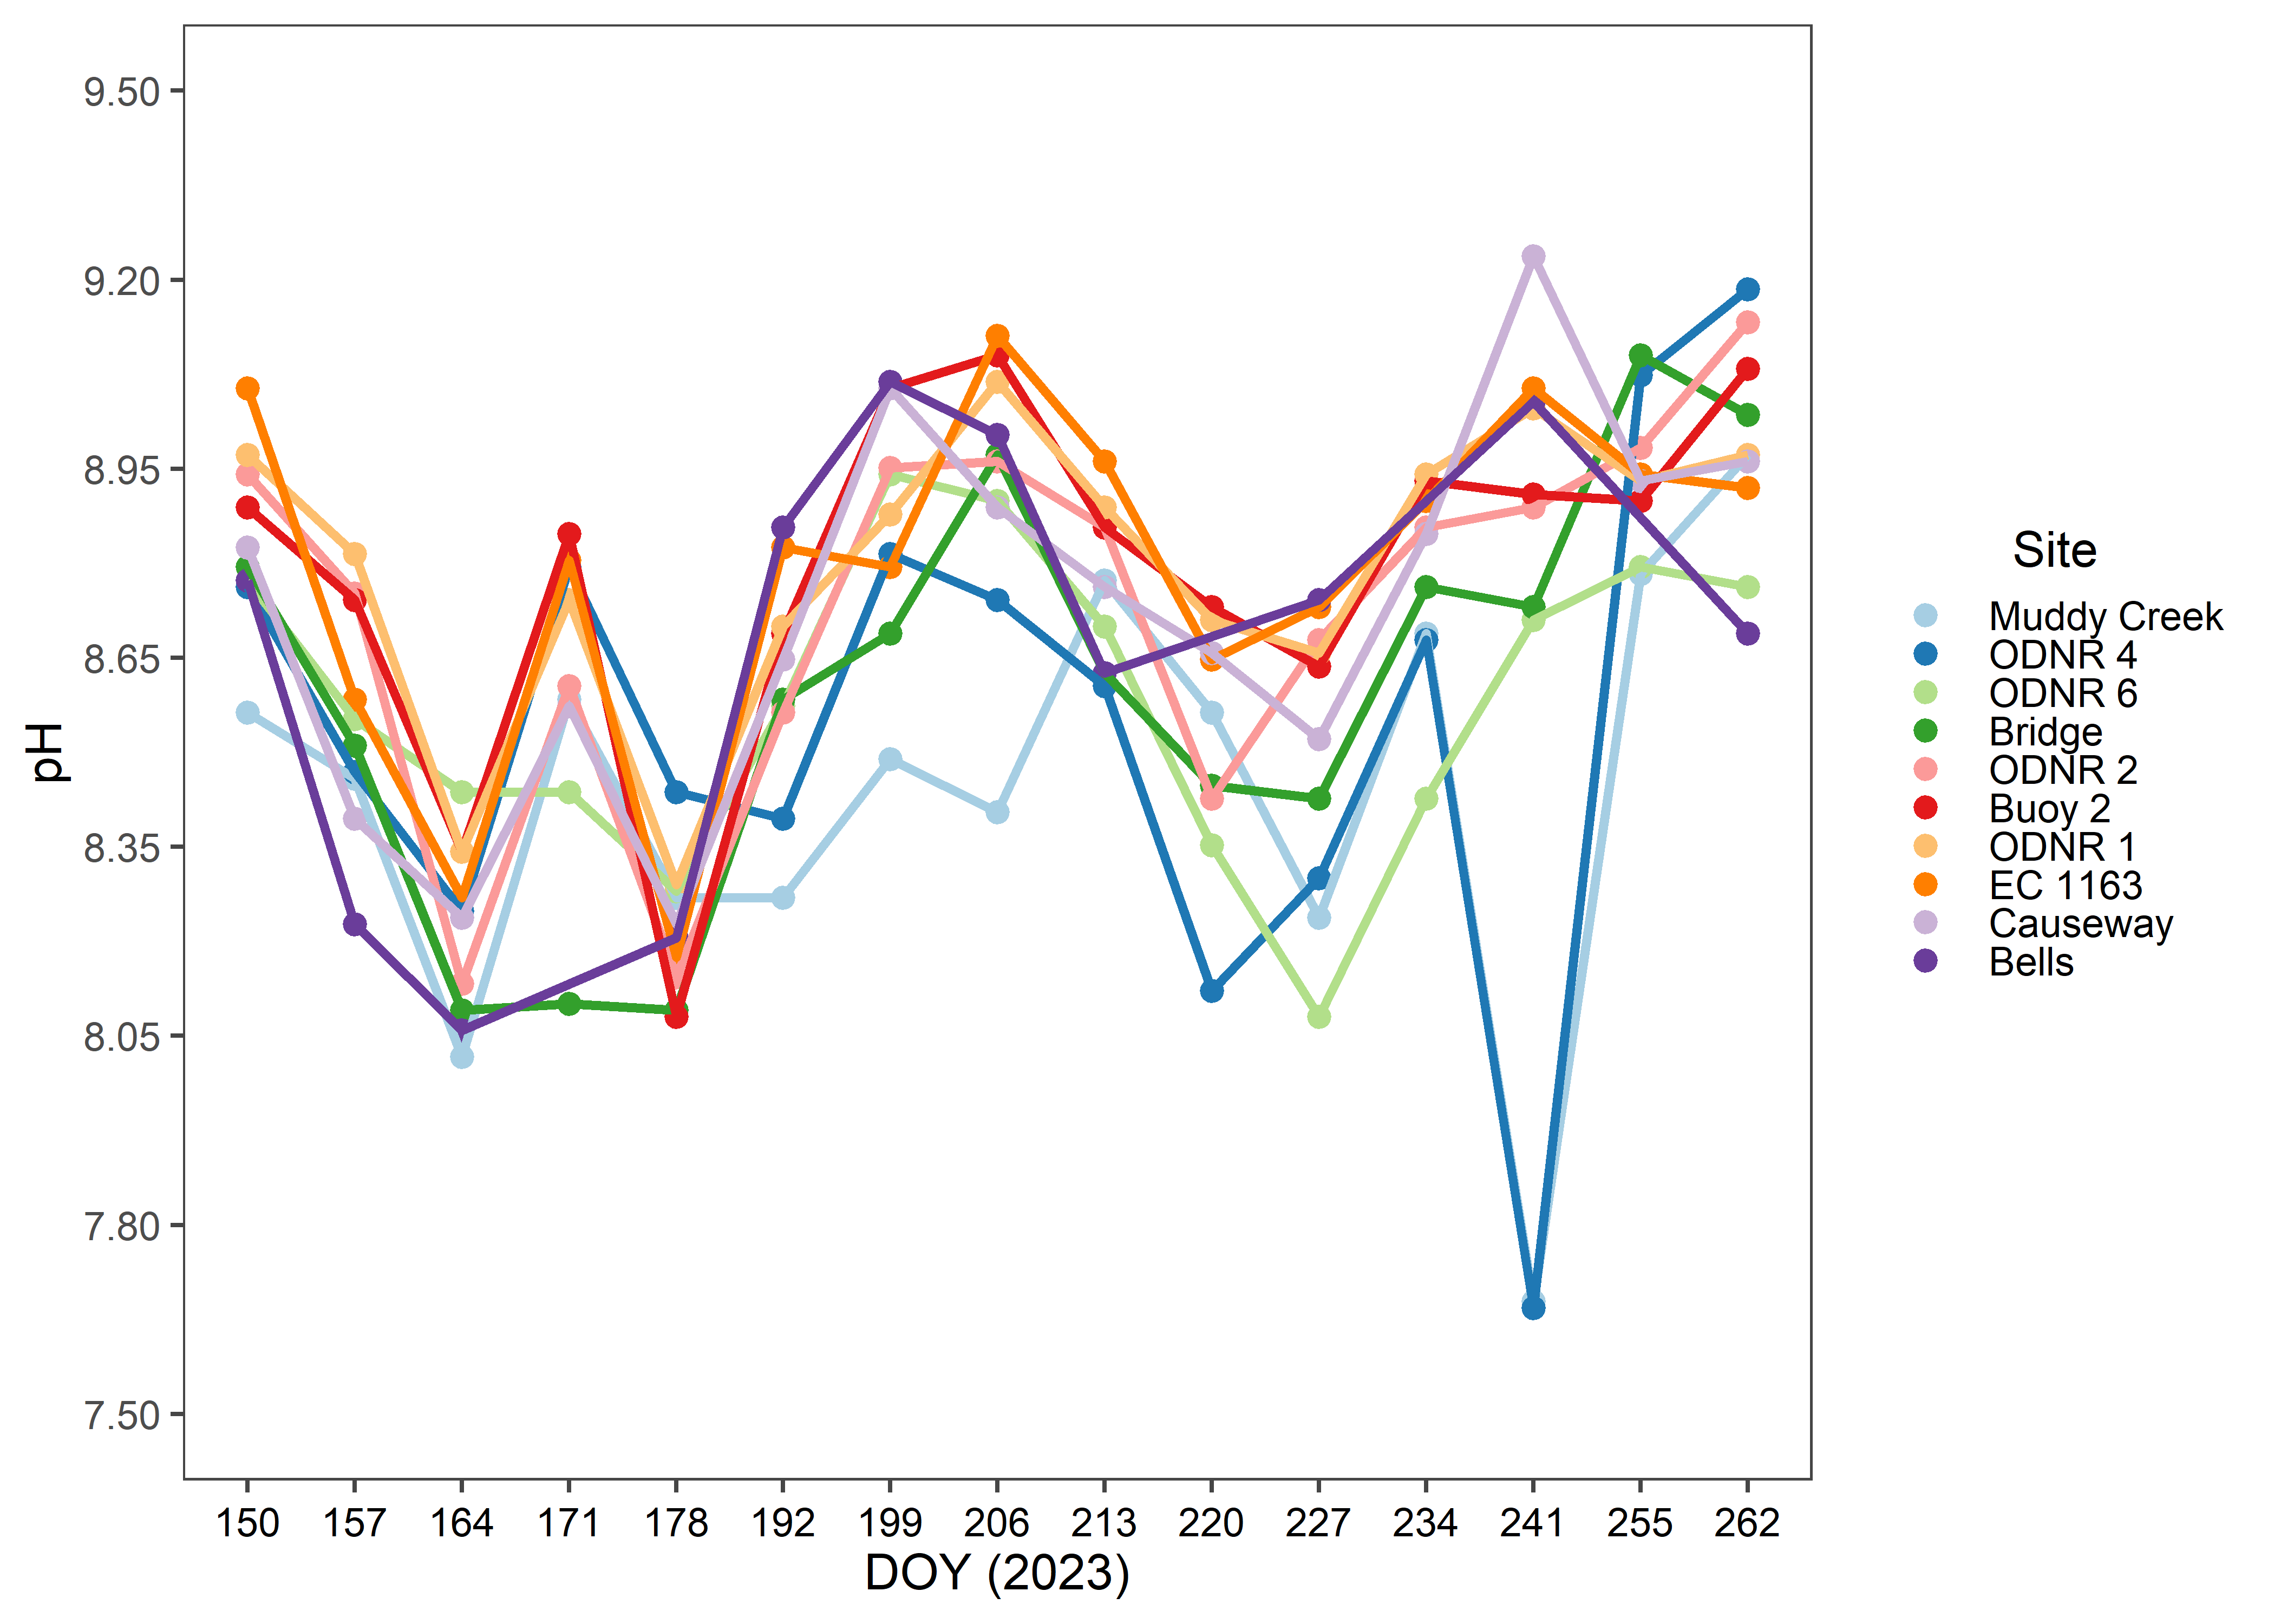 pH
9.50
9.20
8.95
8.65
8.35
8.05
7.80
7.50
150 157 164 171 178 192 199 206 213 220 227 234 241 255 262
DOY (2023)
Site
Muddy Creek
ODNR 4
ODNR 6
Bridge
ODNR 2
Buoy 2
ODNR 1
EC 1163
Causeway
Bells